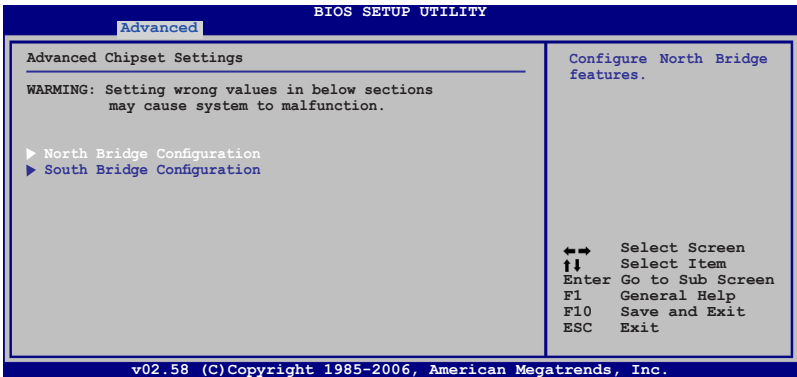 BIOS SETUP UTILITY
Advanced
Advanced Chipset Settings
WARMING: Setting wrong values in below sections
may cause system to malfunction.
North Bridge Configuration
South Bridge Configuration
Configure North Bridge
features.
Select Screen
Select Item
Enter Go to Sub Screen
F1 General Help
F10 Save and Exit
ESC Exit
v02.58 (C)Copyright 1985-2006, American Megatrends, Inc.